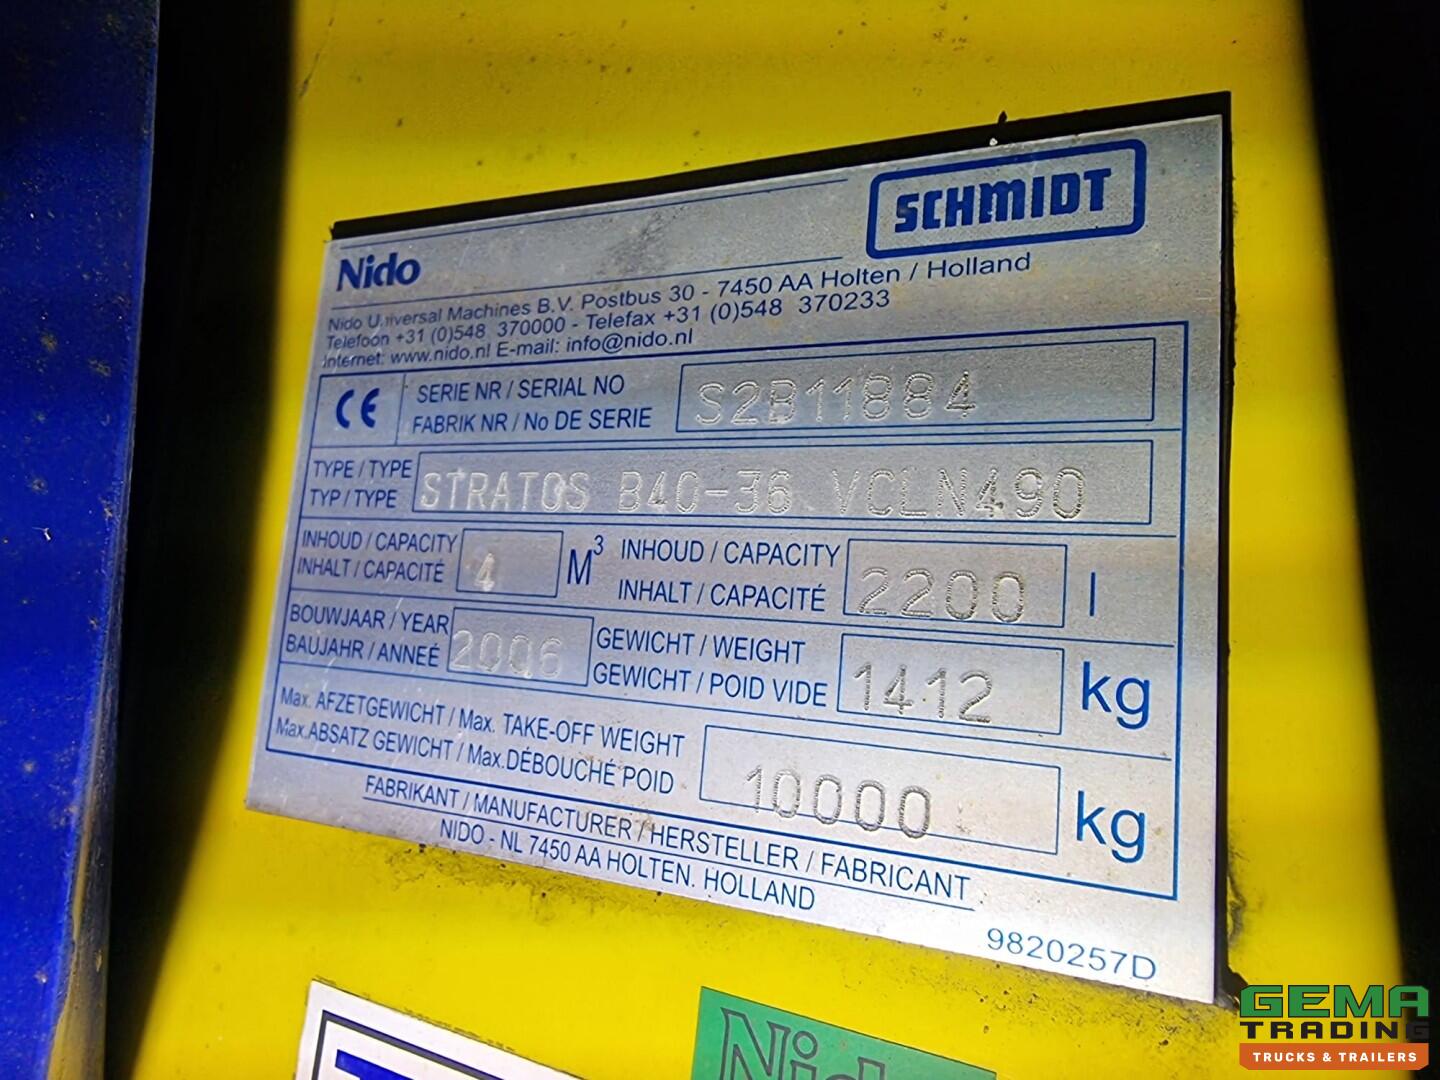 SCHMIDT
Nido
Nido Universal Machines B.V. Postbus 30 - 7450 AA Holten / Holland
Telefoon +31 (0)548 370000 - Telefax +31 (0)548 370233
Internet: www.nido.nl E-mail: info@nido.nl
CE SERIE NR / SERIAL NO
FABRIK NR / No DE SERIE
S2B11884
TYPE / TYPE
TYP / TYPE
STRATOS B40-36 VCLN490
INHOUD / CAPACITY
INHALT / CAPACITÉ
4 M³
INHOUD / CAPACITY
INHALT / CAPACITÉ
2200 l
BOUWJAAR / YEAR
BAUJAHR / ANNEÉ
2006
GEWICHT / WEIGHT
GEWICHT / POID VIDE
1412 kg
Max. AFZETGEWICHT / Max. TAKE-OFF WEIGHT
Max.ABSATZ GEWICHT / Max.DÉBOUCHÉ POID
10000 kg
FABRIKANT / MANUFACTURER / HERSTELLER / FABRICANT
NIDO - NL 7450 AA HOLTEN. HOLLAND
9820257D
Nido
GEMA
TRADING
TRUCKS & TRAILERS